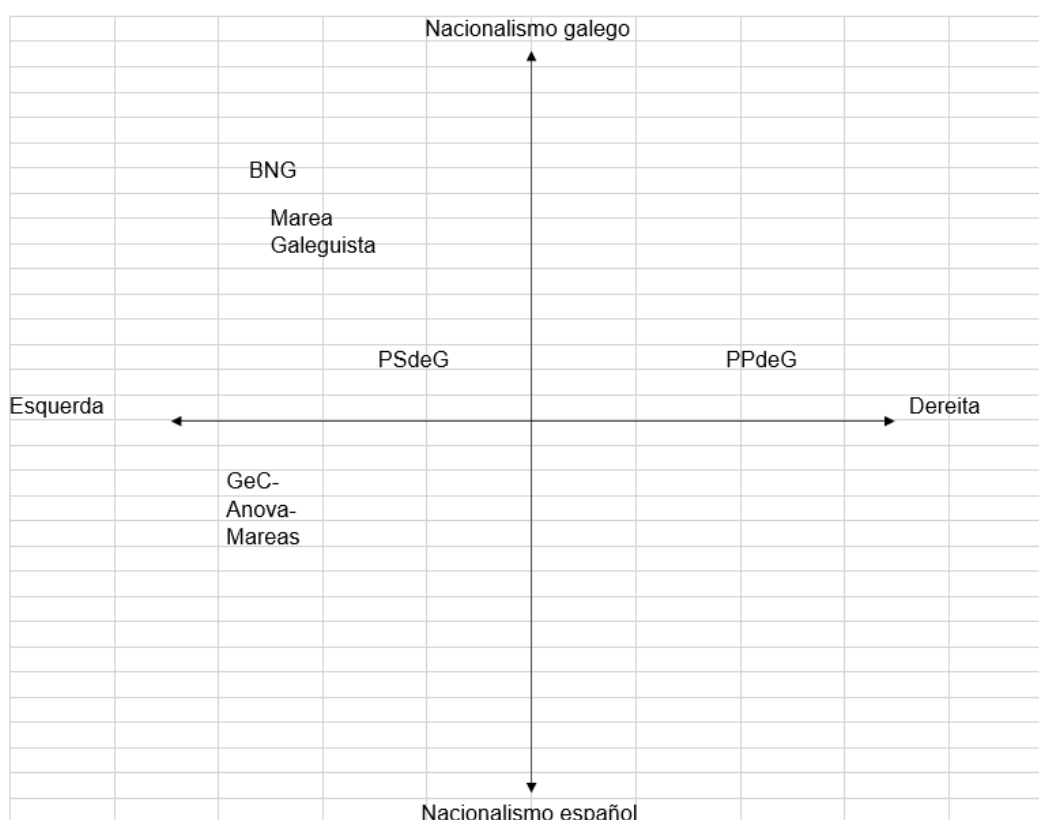 Nacionalismo galego
BNG
Marea
Galeguista
PSdeG
PPdeG
Esquerda
Dereita
GeC-
Anova-
Mareas
Nacionalismo español